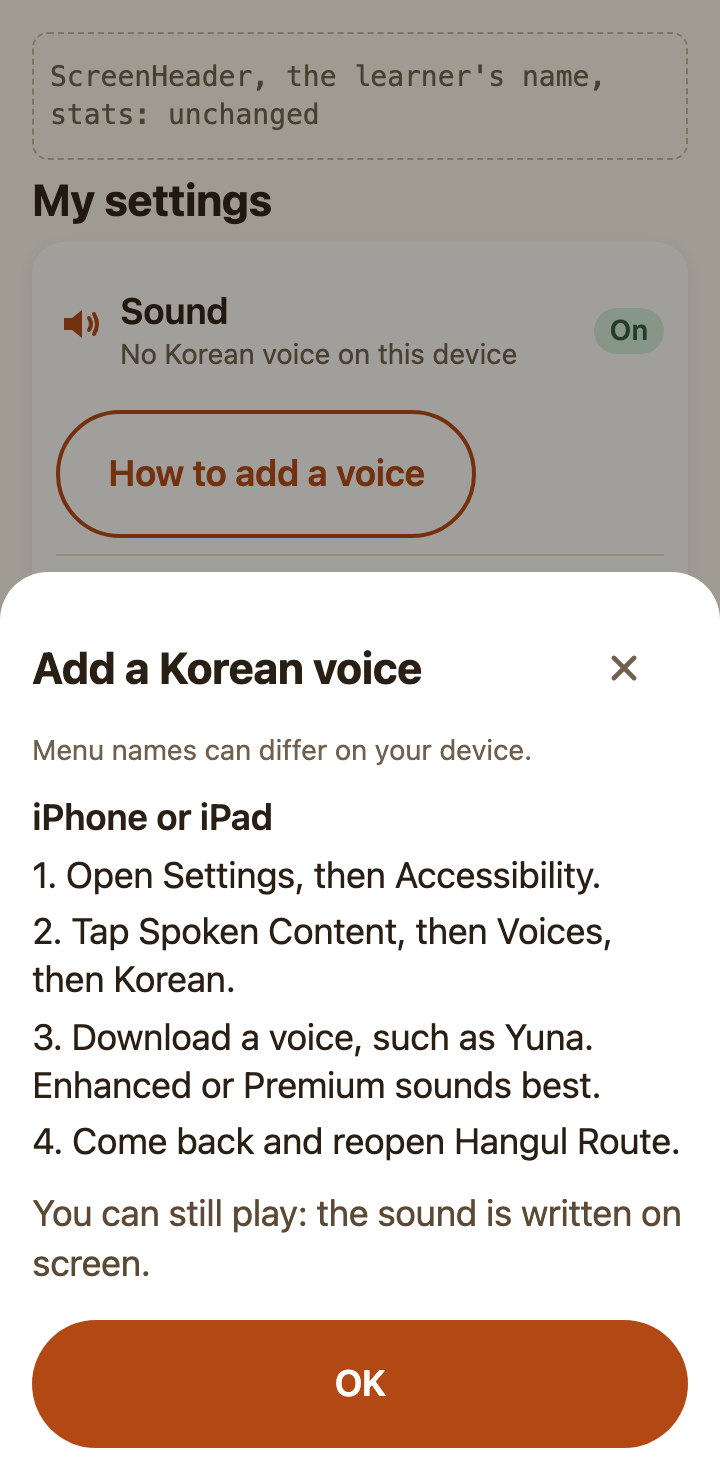 ScreenHeader, the learner's name,
stats: unchanged
My settings
Sound
No Korean voice on this device
On
How to add a voice
Add a Korean voice
Menu names can differ on your device.
iPhone or iPad
1. Open Settings, then Accessibility.
2. Tap Spoken Content, then Voices,
then Korean.
3. Download a voice, such as Yuna.
Enhanced or Premium sounds best.
4. Come back and reopen Hangul Route.
You can still play: the sound is written on
screen.
OK